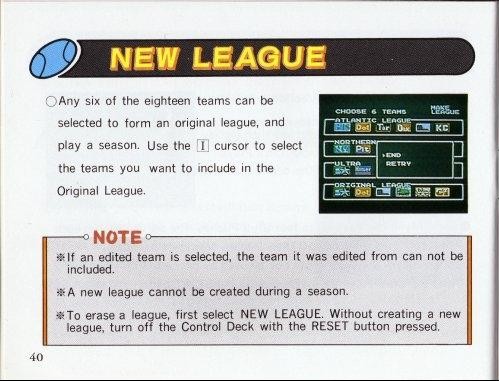 NEW LEAGUE
○Any six of the eighteen teams can be
selected to form an original league, and
play a season. Use the I cursor to select
the teams you want to include in the
Original League.
CHOOSE 6 TEAMS
MAKE
LEAGUE
ATLANTIC LEAGUE
Det Tor KC
NORTHERN
Pit
▸END
RETRY
ULTRA
ORIGINAL LEAGUE
Det
NOTE
※If an edited team is selected, the team it was edited from can not be
included.
※A new league cannot be created during a season.
※To erase a league, first select NEW LEAGUE. Without creating a new
league, turn off the Control Deck with the RESET button pressed.
40